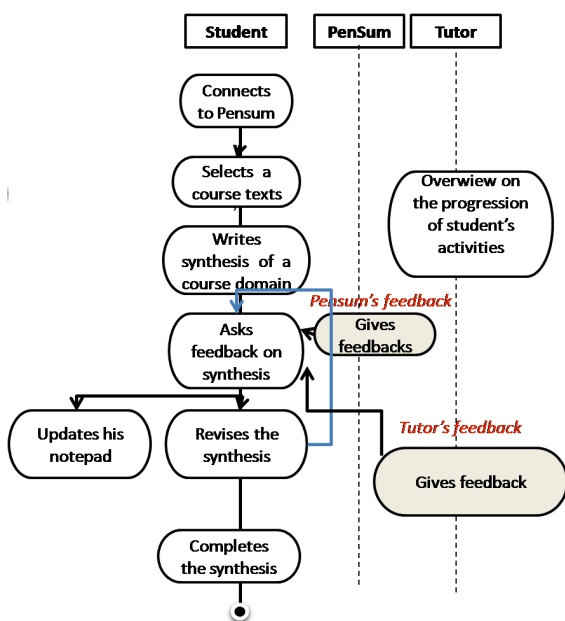 Student PenSum Tutor
Connects
to Pensum
Selects a
course texts
Overwiew on
the progression
of student's
activities
Writes
synthesis of a
course domain
Pensum's feedback
Asks
feedback on
synthesis
Gives
feedbacks
Updates his
notepad
Revises the
synthesis
Tutor's feedback
Gives feedback
Completes
the synthesis